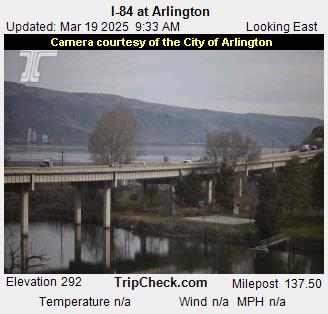 I-84 at Arlington
Updated: Mar 19 2025 9:33 AM Looking East
Camera courtesy of the City of Arlington
Elevation 292 TripCheck.com Milepost 137.50
Temperature n/a Wind n/a MPH n/a